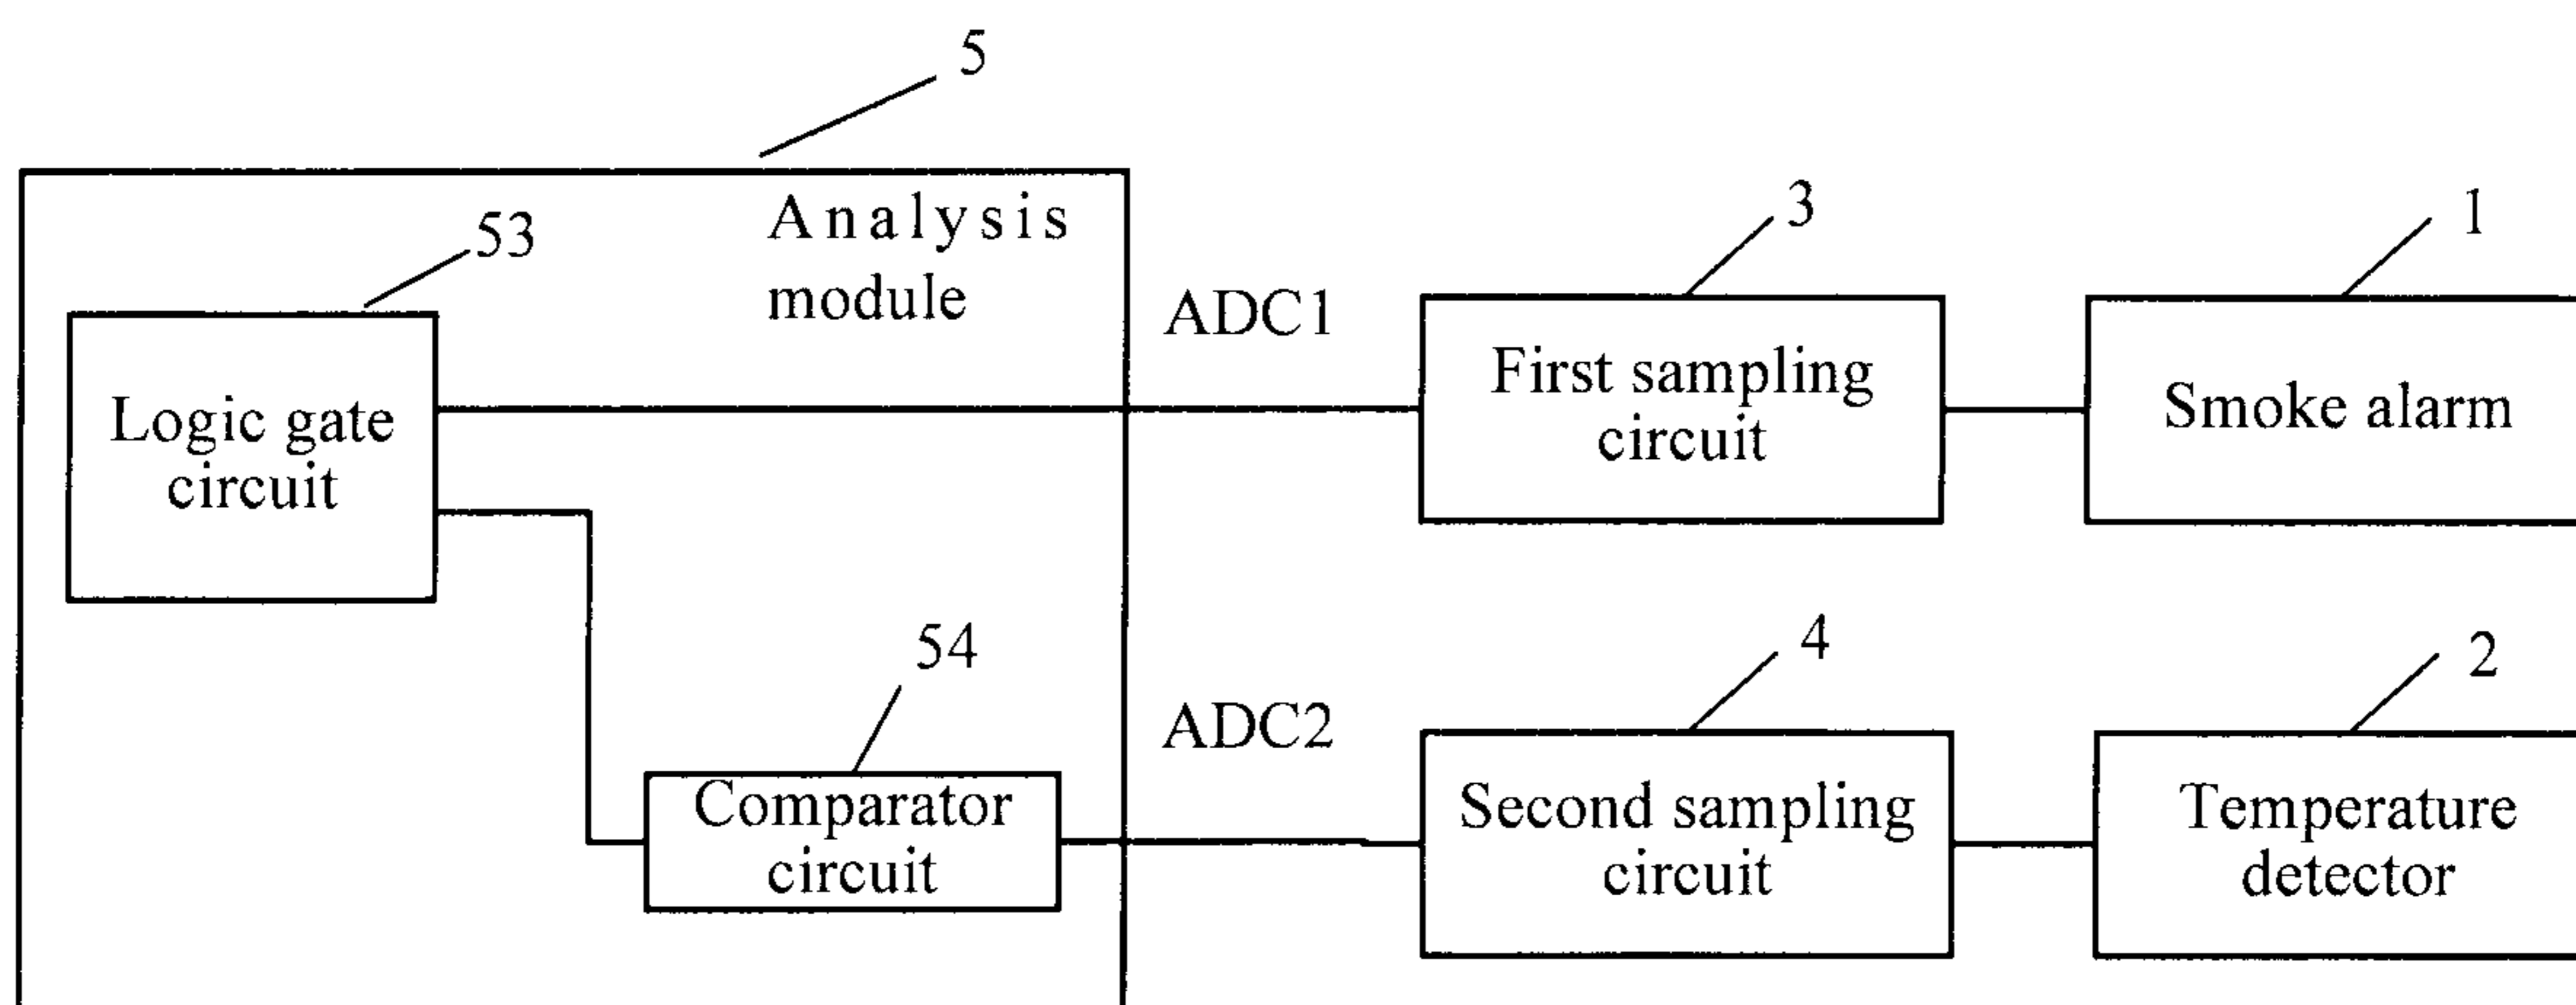 5
Analysis
module
53
3
1
ADC1
Logic gate
circuit
First sampling
circuit
Smoke alarm
54
4
2
ADC2
Comparator
circuit
Second sampling
circuit
Temperature
detector